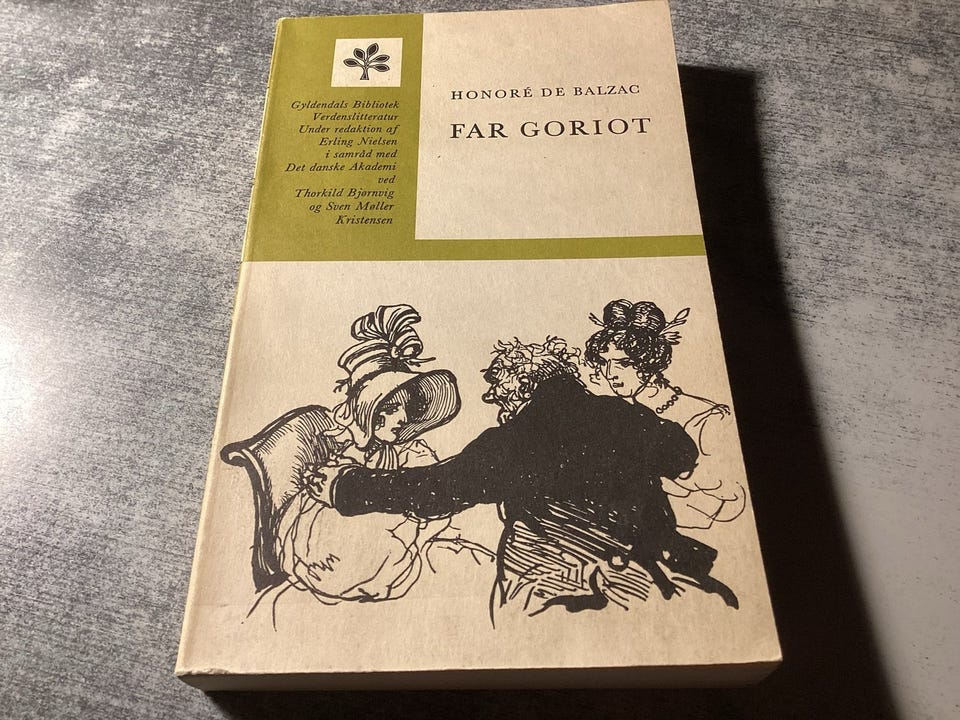 Gyldendals Bibliotek
Verdenslitteratur
Under redaktion af
Erling Nielsen
i samråd med
Det danske Akademi
ved
Thorkild Bjørnvig
og Sven Møller
Kristensen
HONORÉ DE BALZAC
FAR GORIOT